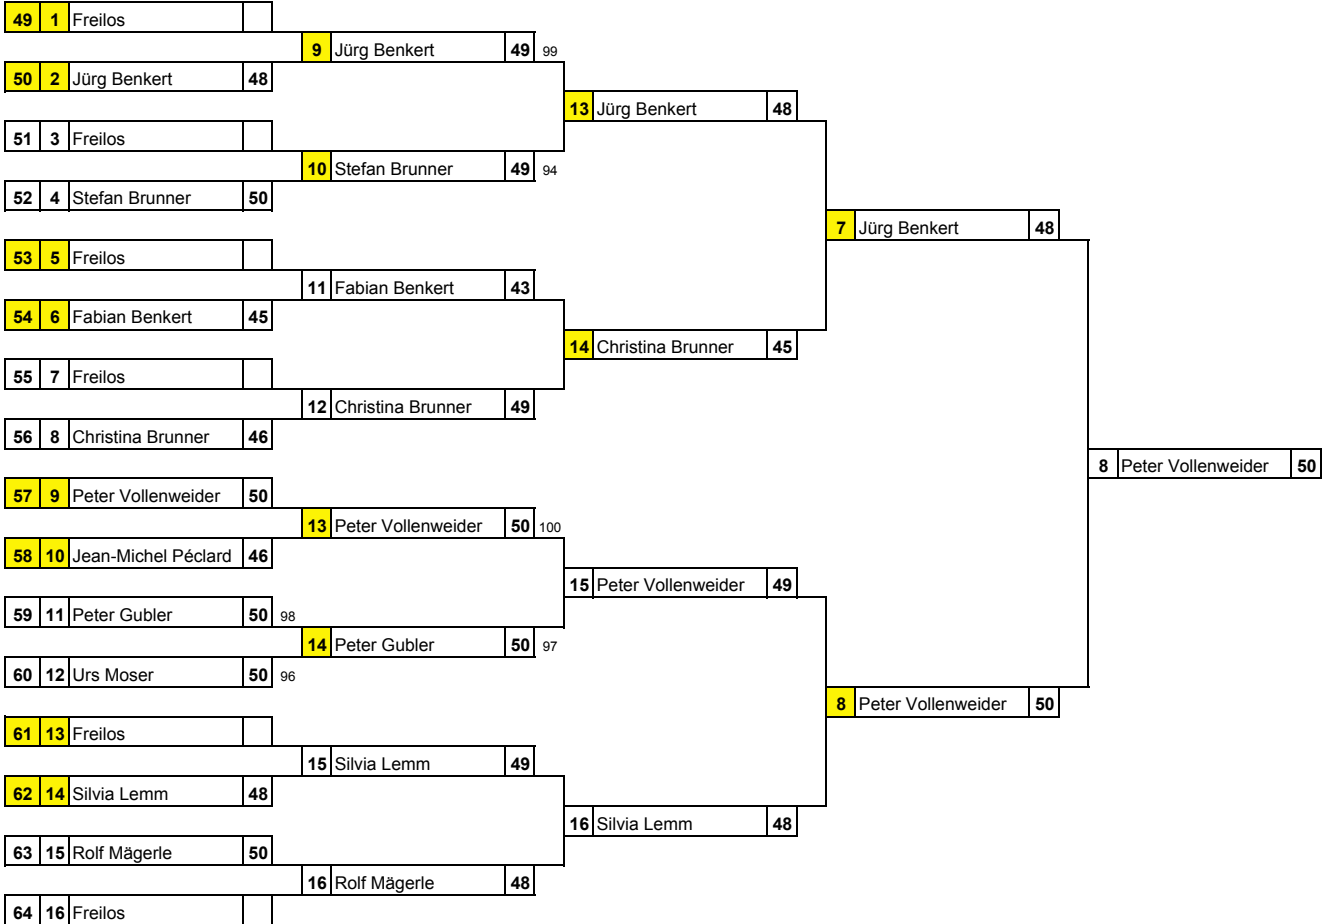 49 1 Freilos
9 Jürg Benkert 49 99
50 2 Jürg Benkert 48
13 Jürg Benkert 48
51 3 Freilos
10 Stefan Brunner 49 94
52 4 Stefan Brunner 50
7 Jürg Benkert 48
53 5 Freilos
11 Fabian Benkert 43
54 6 Fabian Benkert 45
14 Christina Brunner 45
55 7 Freilos
12 Christina Brunner 49
56 8 Christina Brunner 46
8 Peter Vollenweider 50
57 9 Peter Vollenweider 50
13 Peter Vollenweider 50 100
58 10 Jean-Michel Péclard 46
15 Peter Vollenweider 49
59 11 Peter Gubler 50 98
14 Peter Gubler 50 97
60 12 Urs Moser 50 96
8 Peter Vollenweider 50
61 13 Freilos
15 Silvia Lemm 49
62 14 Silvia Lemm 48
16 Silvia Lemm 48
63 15 Rolf Mägerle 50
16 Rolf Mägerle 48
64 16 Freilos